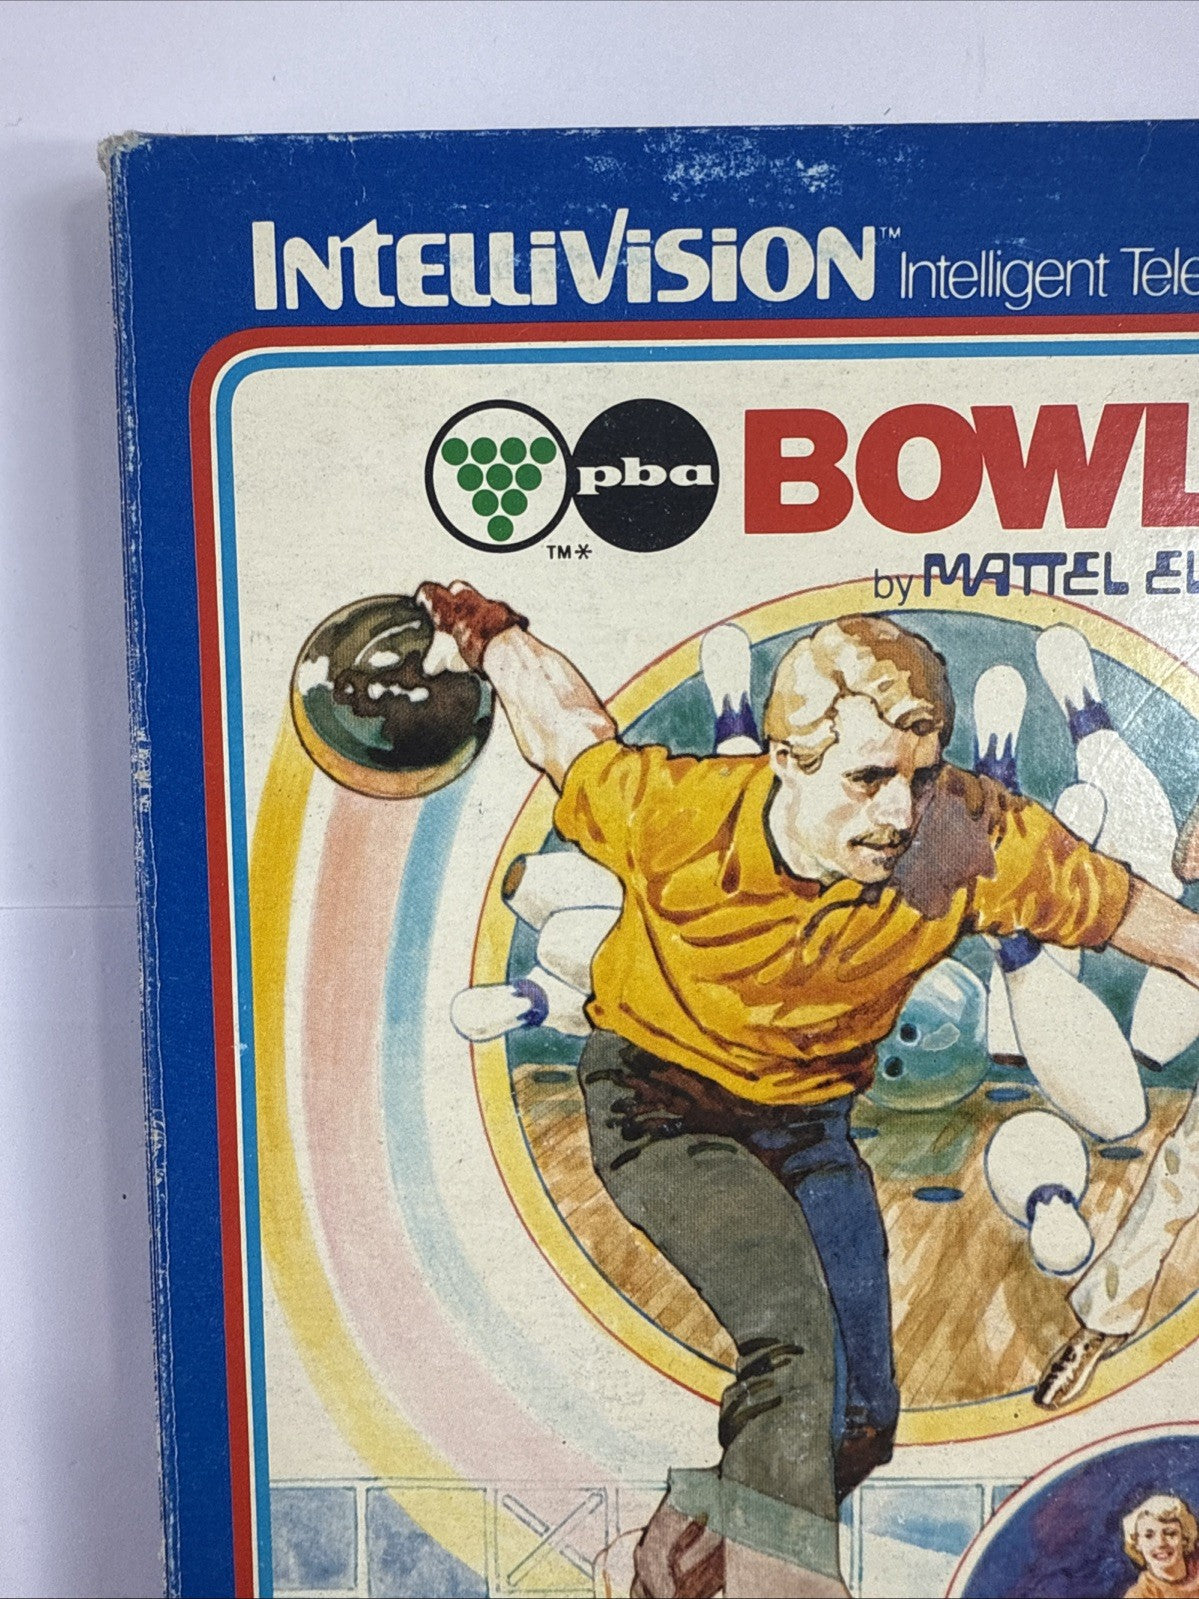 INTELLIVISION™ Intelligent Tele
pba BOWL
TM*
by MATTEL EL